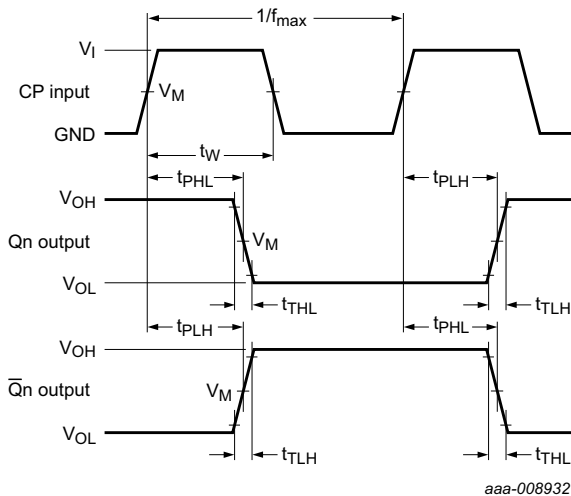 1/fmax
VI
CP input
VM
GND
tW
tPHL
tPLH
VOH
Qn output
VM
VOL
tTHL
tTLH
tPLH
tPHL
VOH
Q̅n output
VM
VOL
tTLH
tTHL
aaa-008932